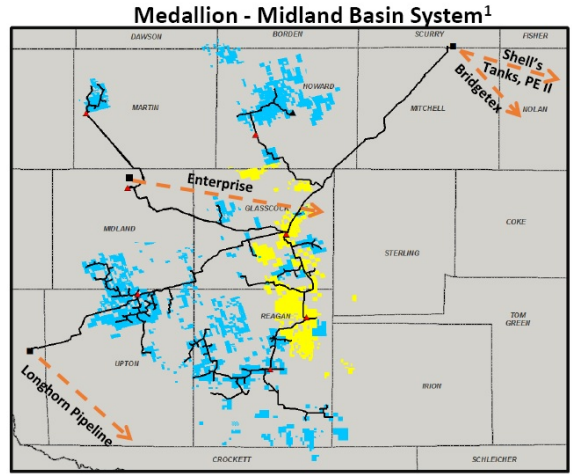 Medallion - Midland Basin System1
DAWSON
BORDEN
SCURRY
FISHER
Shell's
Tanks, PE II
Bridgetex
HOWARD
MARTIN
MITCHELL
NOLAN
Enterprise
GLASSCOCK
MIDLAND
STERLING
COKE
REAGAN
TOM
GREEN
UPTON
IRION
Longhorn Pipeline
CROCKETT
SCHLEICHER